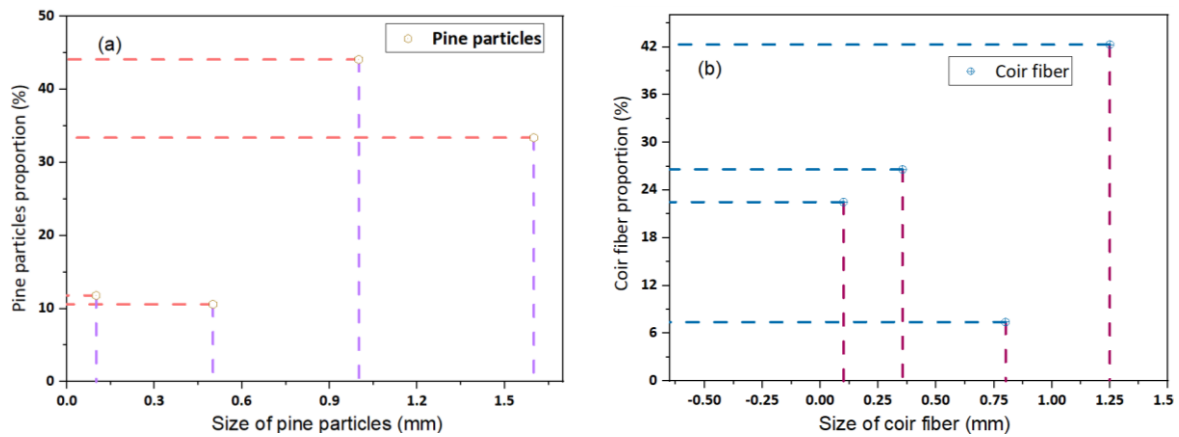 (a)
Pine particles
Pine particles proportion (%)
50
40
30
20
10
0
0.0 0.3 0.6 0.9 1.2 1.5
Size of pine particles (mm)
(b)
Coir fiber
Coir fiber proportion (%)
42
36
30
24
18
12
6
0
-0.50 -0.25 0.00 0.25 0.50 0.75 1.00 1.25 1.5
Size of coir fiber (mm)